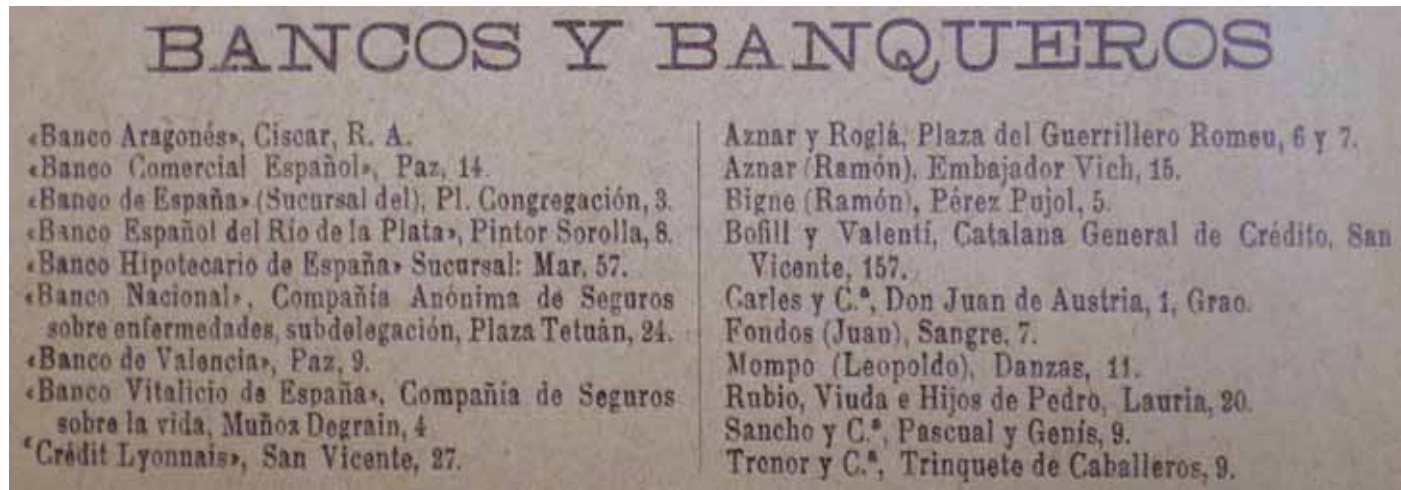 BANCOS Y BANQUEROS
«Banco Aragonés», Ciscar, R. A.
«Banco Comercial Español», Paz, 14.
«Banco de España» (Sucursal del), Pl. Congregación, 3.
«Banco Español del Río de la Plata», Pintor Sorolla, 8.
«Banco Hipotecario de España» Sucursal: Mar, 57.
«Banco Nacional», Compañía Anónima de Seguros
sobre enfermedades, subdelegación, Plaza Tetuán, 24.
«Banco de Valencia», Paz, 9.
«Banco Vitalicio de España», Compañía de Seguros
sobre la vida, Muñoz Degrain, 4
«Crédit Lyonnais», San Vicente, 27.
Aznar y Roglá, Plaza del Guerrillero Romeu, 6 y 7.
Aznar (Ramón), Embajador Vich, 15.
Bigne (Ramón), Pérez Pujol, 5.
Bofill y Valentí, Catalana General de Crédito, San
Vicente, 157.
Carles y C.ª, Don Juan de Austria, 1, Grao.
Fondos (Juan), Sangre, 7.
Mompo (Leopoldo), Danzas, 11.
Rubio, Viuda e Hijos de Pedro, Lauria, 20.
Sancho y C.ª, Pascual y Genís, 9.
Trenor y C.ª, Trinquete de Caballeros, 9.